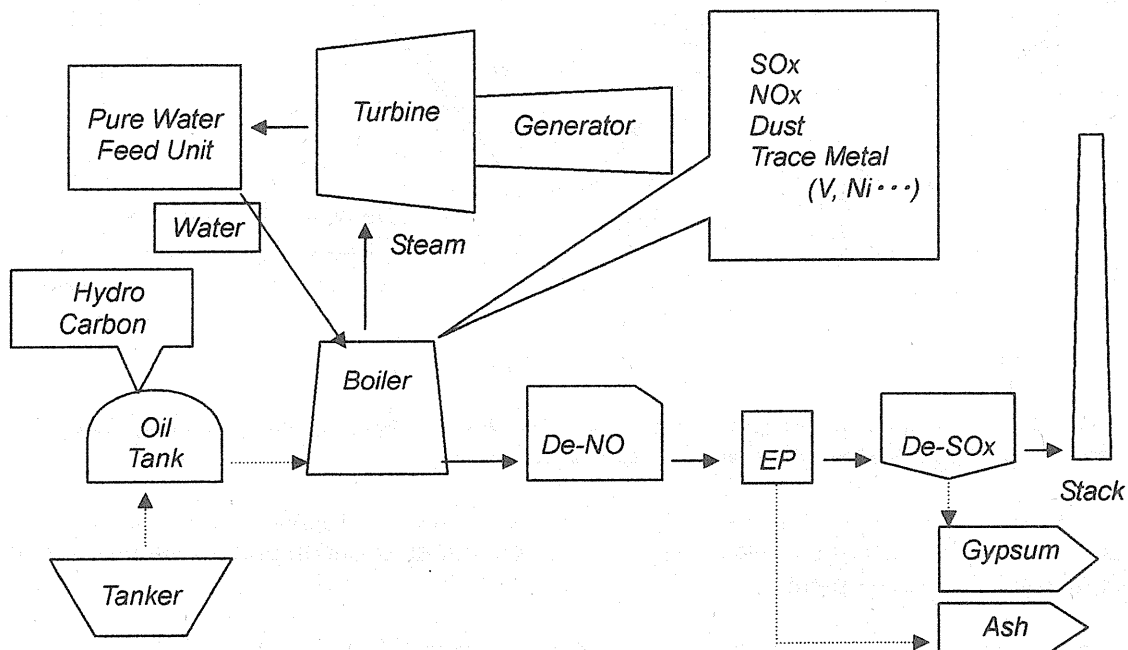 SOx
NOx
Dust
Trace Metal
(V, Ni···)
Pure Water
Feed Unit
Turbine
Generator
Water
Steam
Hydro
Carbon
Boiler
Oil
Tank
De-NO
EP
De-SOx
Stack
Gypsum
Tanker
Ash